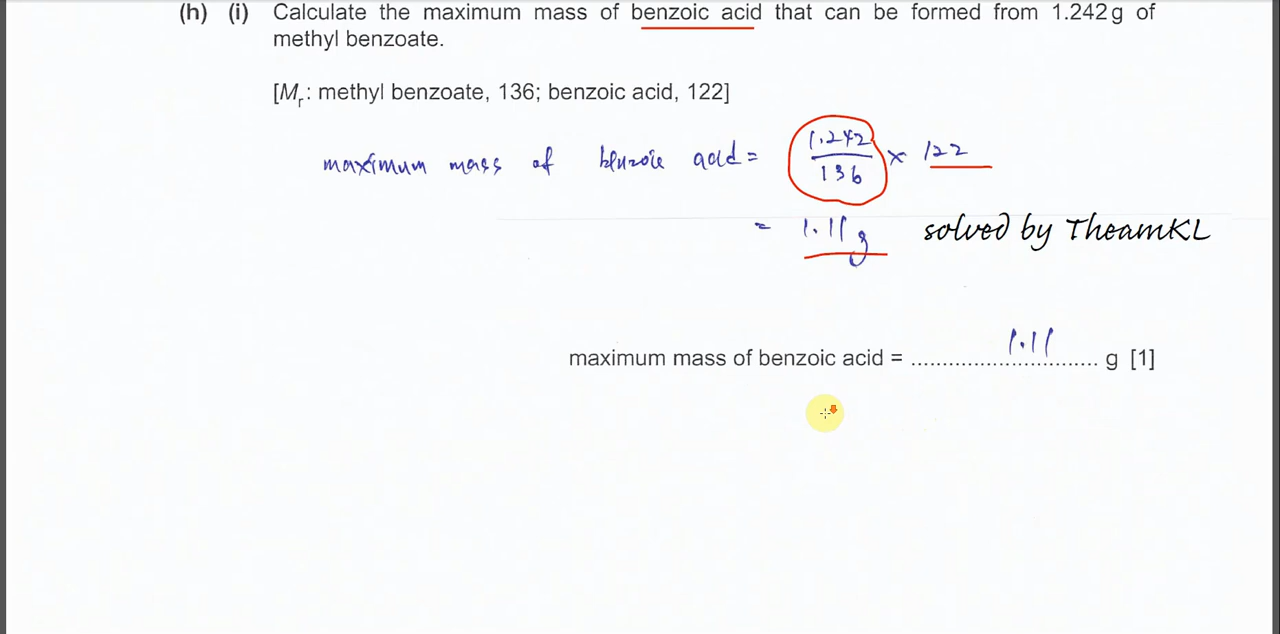 (h) (i) Calculate the maximum mass of benzoic acid that can be formed from 1.242 g of
methyl benzoate.
[Mr: methyl benzoate, 136; benzoic acid, 122]
maximum mass of benzoic acid = 1.242/136 × 122
= 1.11 g solved by TheamKL
1.11
maximum mass of benzoic acid = .............................. g [1]